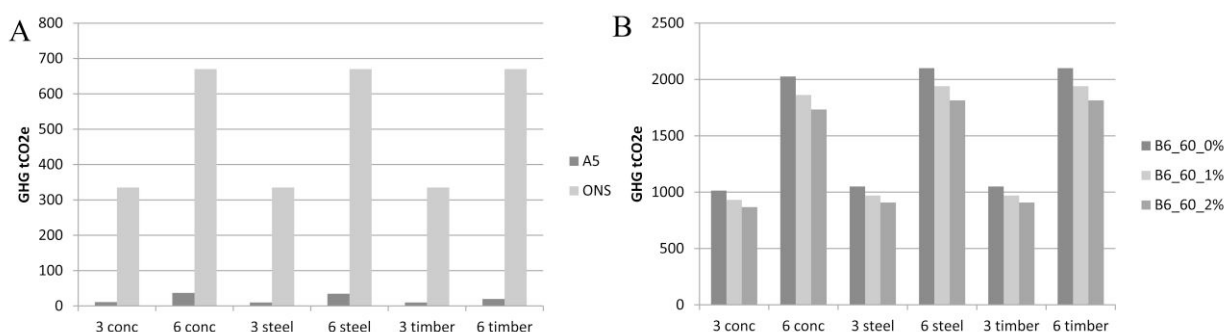 A
GHG tCO2e
800
700
600
500
400
300
200
100
0
3 conc 6 conc 3 steel 6 steel 3 timber 6 timber
A5
ONS
B
GHG tCO2e
2500
2000
1500
1000
500
0
3 conc 6 conc 3 steel 6 steel 3 timber 6 timber
B6_60_0%
B6_60_1%
B6_60_2%